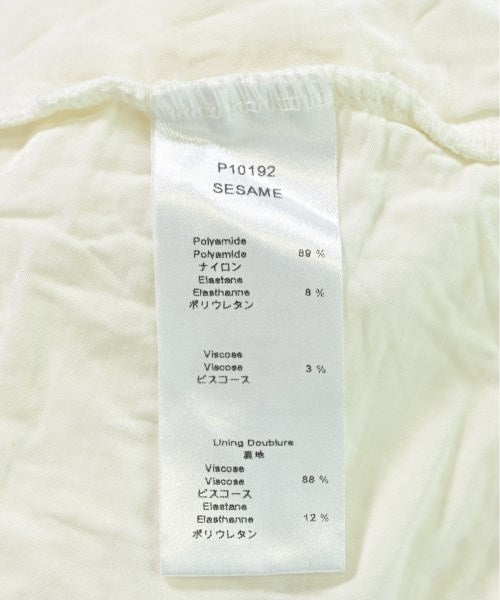 P10192
SESAME
Polyamide
Polyamide 89 %
ナイロン
Elastane
Elasthanne 8 %
ポリウレタン
Viscose
Viscose 3 %
ビスコース
Lining Doublure
裏地
Viscose
Viscose 88 %
ビスコース
Elastane
Elasthanne 12 %
ポリウレタン